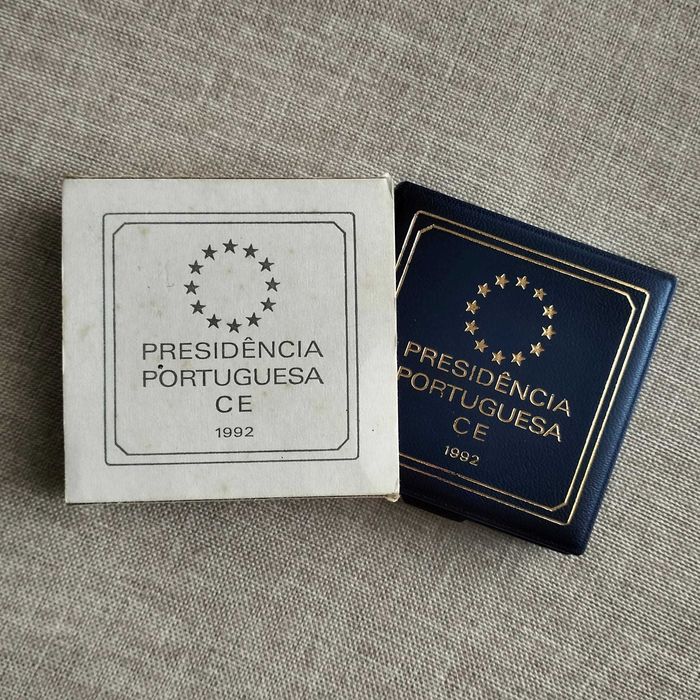 PRESIDÊNCIA
PORTUGUESA
CE
1992
PRESIDÊNCIA
PORTUGUESA
CE
1992